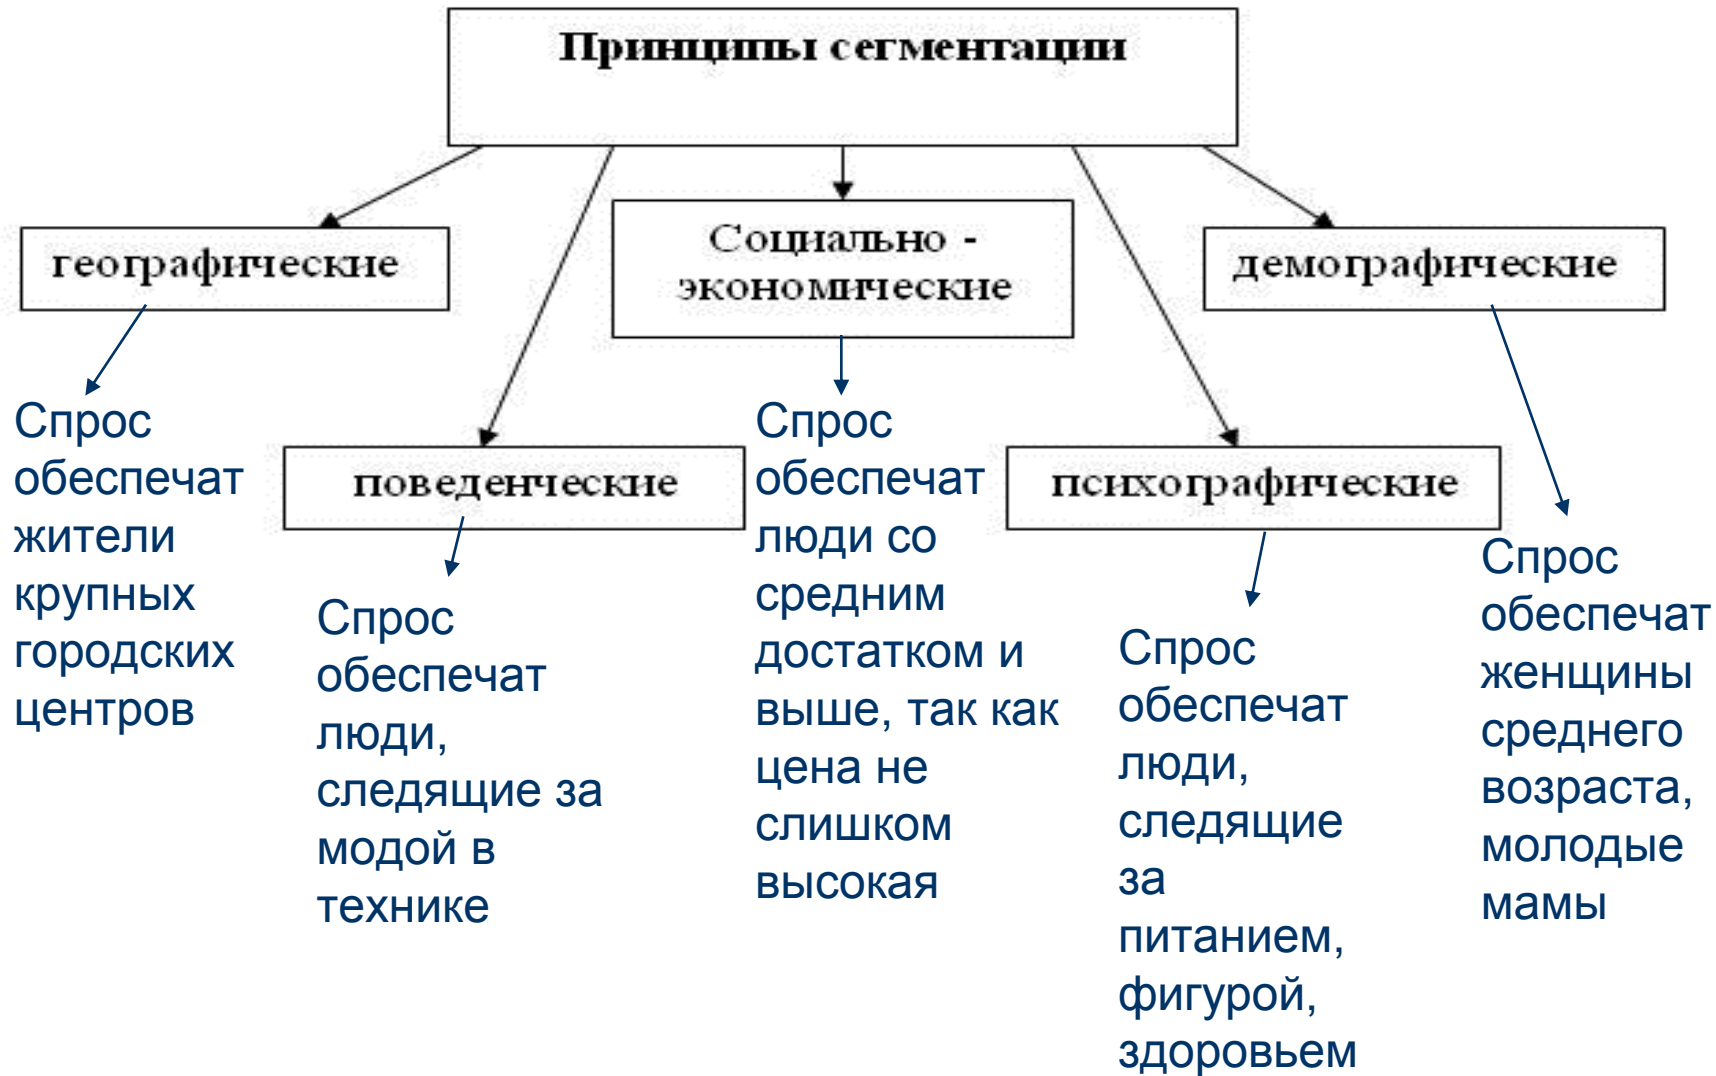 Принципы сегментации
географические
Социально -
экономические
демографические
поведенческие
психографические
Спрос
обеспечат
жители
крупных
городских
центров
Спрос
обеспечат
люди,
следящие за
модой в
технике
Спрос
обеспечат
люди со
средним
достатком и
выше, так как
цена не
слишком
высокая
Спрос
обеспечат
люди,
следящие
за
питанием,
фигурой,
здоровьем
Спрос
обеспечат
женщины
среднего
возраста,
молодые
мамы